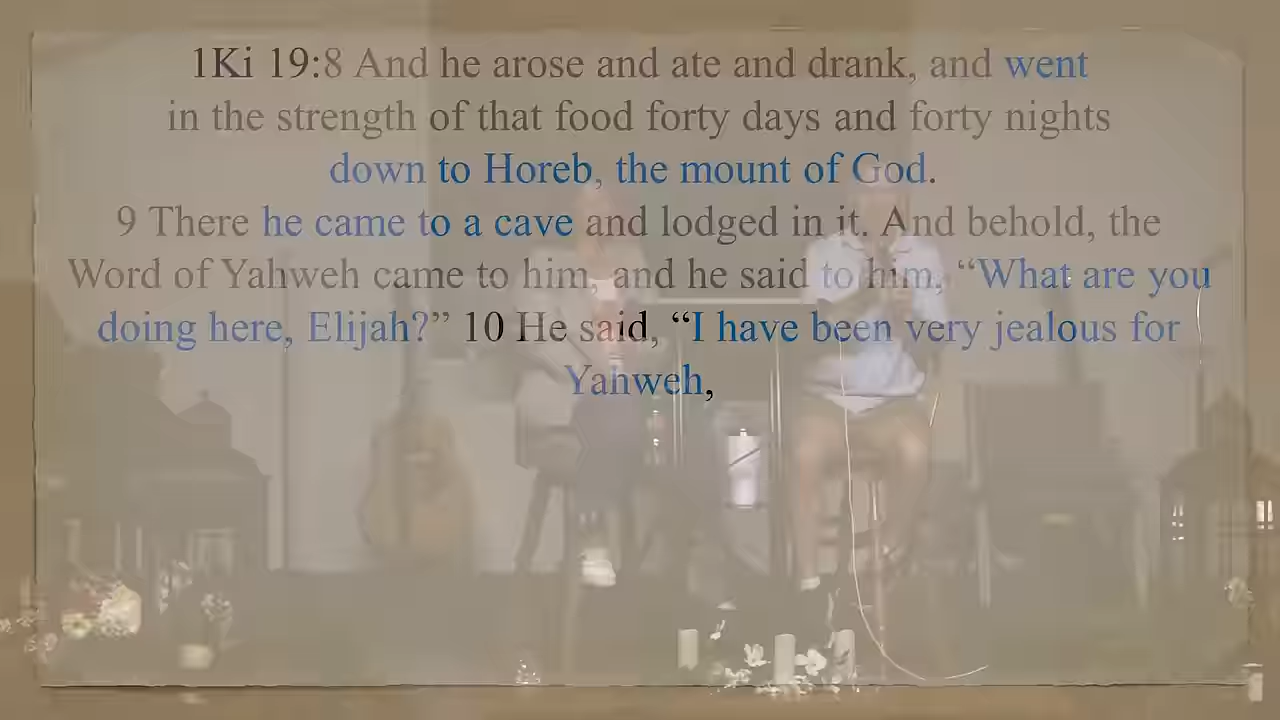 1Ki 19:8 And he arose and ate and drank, and went
in the strength of that food forty days and forty nights
down to Horeb, the mount of God.
9 There he came to a cave and lodged in it. And behold, the
Word of Yahweh came to him, and he said to him, “What are you
doing here, Elijah?” 10 He said, “I have been very jealous for
Yahweh,